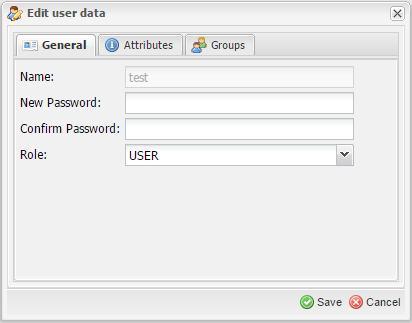 Edit user data
General Attributes Groups
Name: test
New Password:
Confirm Password:
Role: USER
Save Cancel